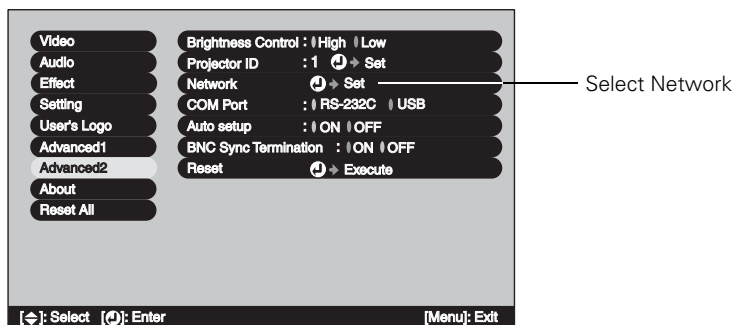 Video
Audio
Effect
Setting
User's Logo
Advanced1
Advanced2
About
Reset All
Brightness Control : High Low
Projector ID : 1 Set
Network Set
COM Port : RS-232C USB
Auto setup : ON OFF
BNC Sync Termination : ON OFF
Reset Execute
Select Network
[ ]: Select [ ]: Enter [Menu]: Exit